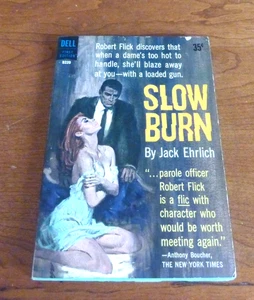 DELL
FIRST
EDITION
Robert Flick discovers that
when a dame's too hot to
handle, she'll blaze away
at you—with a loaded gun.
35¢
SLOW
BURN
By Jack Ehrlich
"...parole officer
Robert Flick
is a flic with
character who
would be worth
meeting again."
—Anthony Boucher,
THE NEW YORK TIMES